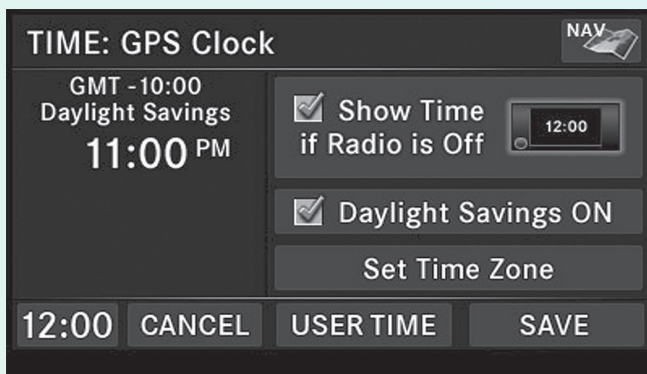 TIME: GPS Clock
NAV
GMT -10:00
Daylight Savings
11:00 PM
Show Time
if Radio is Off
12:00
Daylight Savings ON
Set Time Zone
12:00 CANCEL USER TIME SAVE